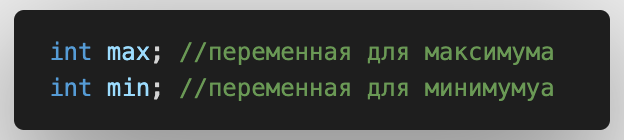 int max; //переменная для максимума
int min; //переменная для минимумуа